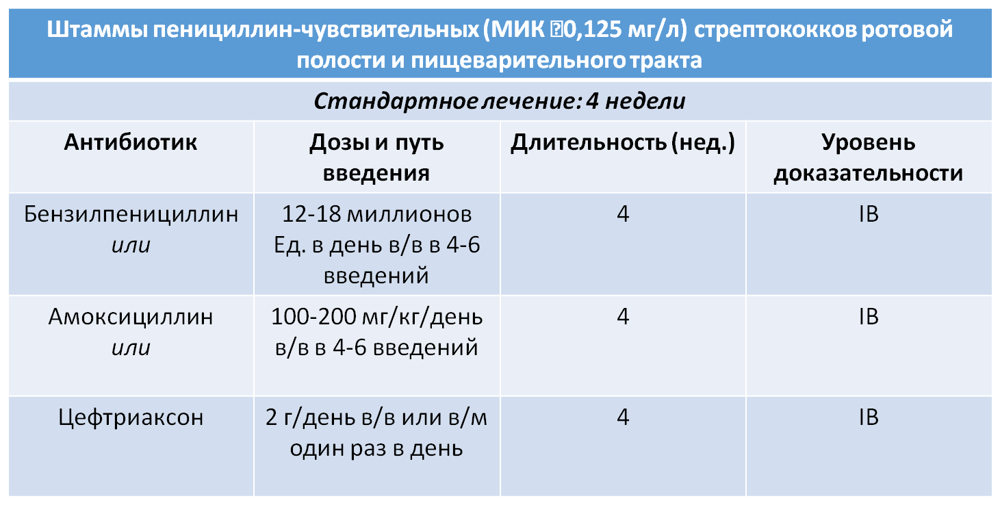 Штаммы пенициллин-чувствительных (МИК 0,125 мг/л) стрептококков ротовой
полости и пищеварительного тракта
Стандартное лечение: 4 недели
Антибиотик
Дозы и путь
введения
Длительность (нед.)
Уровень
доказательности
Бензилпенициллин
или
12-18 миллионов
Ед. в день в/в в 4-6
введений
4
IB
Амоксициллин
или
100-200 мг/кг/день
в/в в 4-6 введений
4
IB
Цефтриаксон
2 г/день в/в или в/м
один раз в день
4
IB